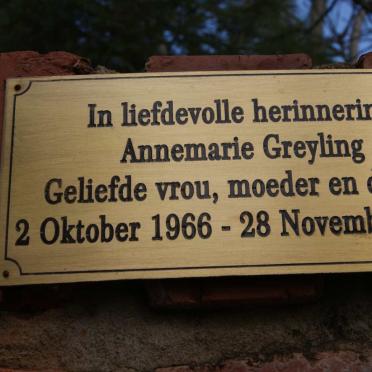 In liefdevolle herinnerin
Annemarie Greyling
Geliefde vrou, moeder en d
2 Oktober 1966 - 28 Novemb